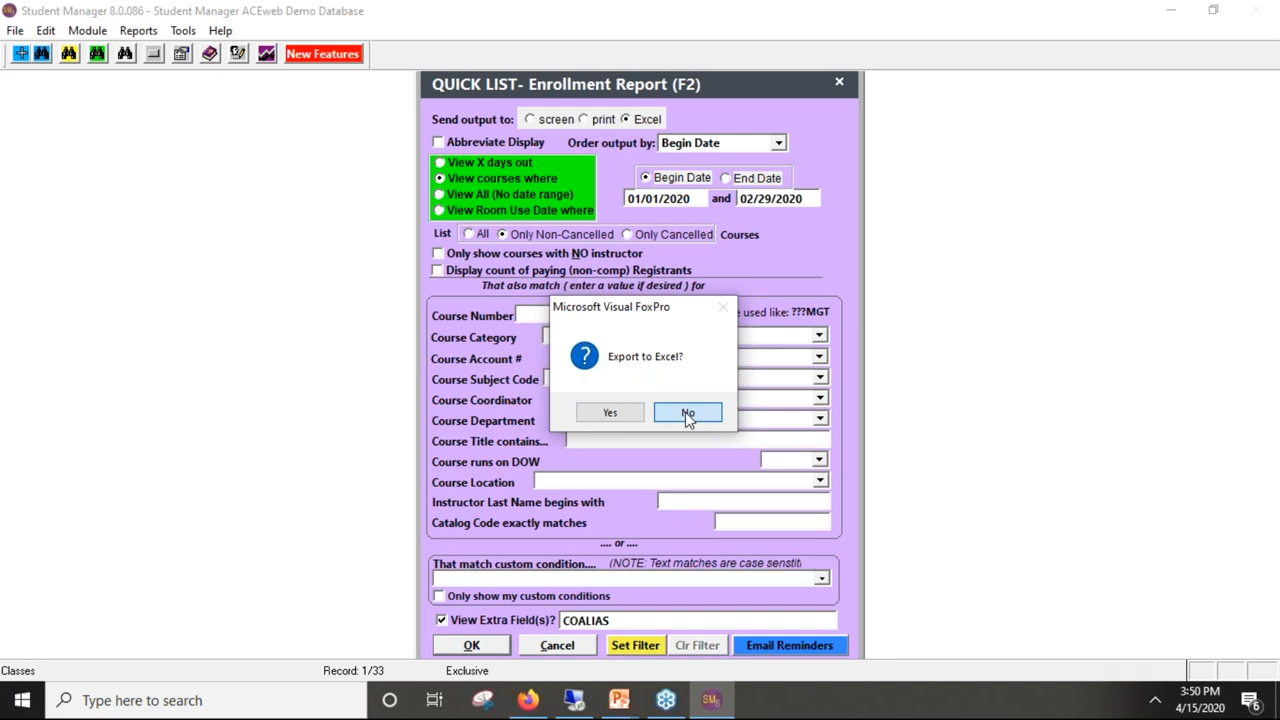 Student Manager 8.0.086 - Student Manager ACEweb Demo Database
File Edit Module Reports Tools Help
New Features
QUICK LIST- Enrollment Report (F2)
Send output to: screen print Excel
Abbreviate Display Order output by: Begin Date
View X days out
View courses where Begin Date End Date
View All (No date range) 01/01/2020 and 02/29/2020
View Room Use Date where
List All Only Non-Cancelled Only Cancelled Courses
Only show courses with NO instructor
Display count of paying (non-comp) Registrants
That also match ( enter a value if desired ) for
Microsoft Visual FoxPro
Course Number used like: ???MGT
Course Category
Export to Excel?
Course Account #
Course Subject Code
Course Coordinator
Yes No
Course Department
Course Title contains...
Course runs on DOW
Course Location
Instructor Last Name begins with
Catalog Code exactly matches
.... or ....
That match custom condition.... (NOTE: Text matches are case sensitiv
Only show my custom conditions
View Extra Field(s)? COALIAS
OK Cancel Set Filter Clr Filter Email Reminders
Classes Record: 1/33 Exclusive
Type here to search
SM8
3:50 PM
4/15/2020
6